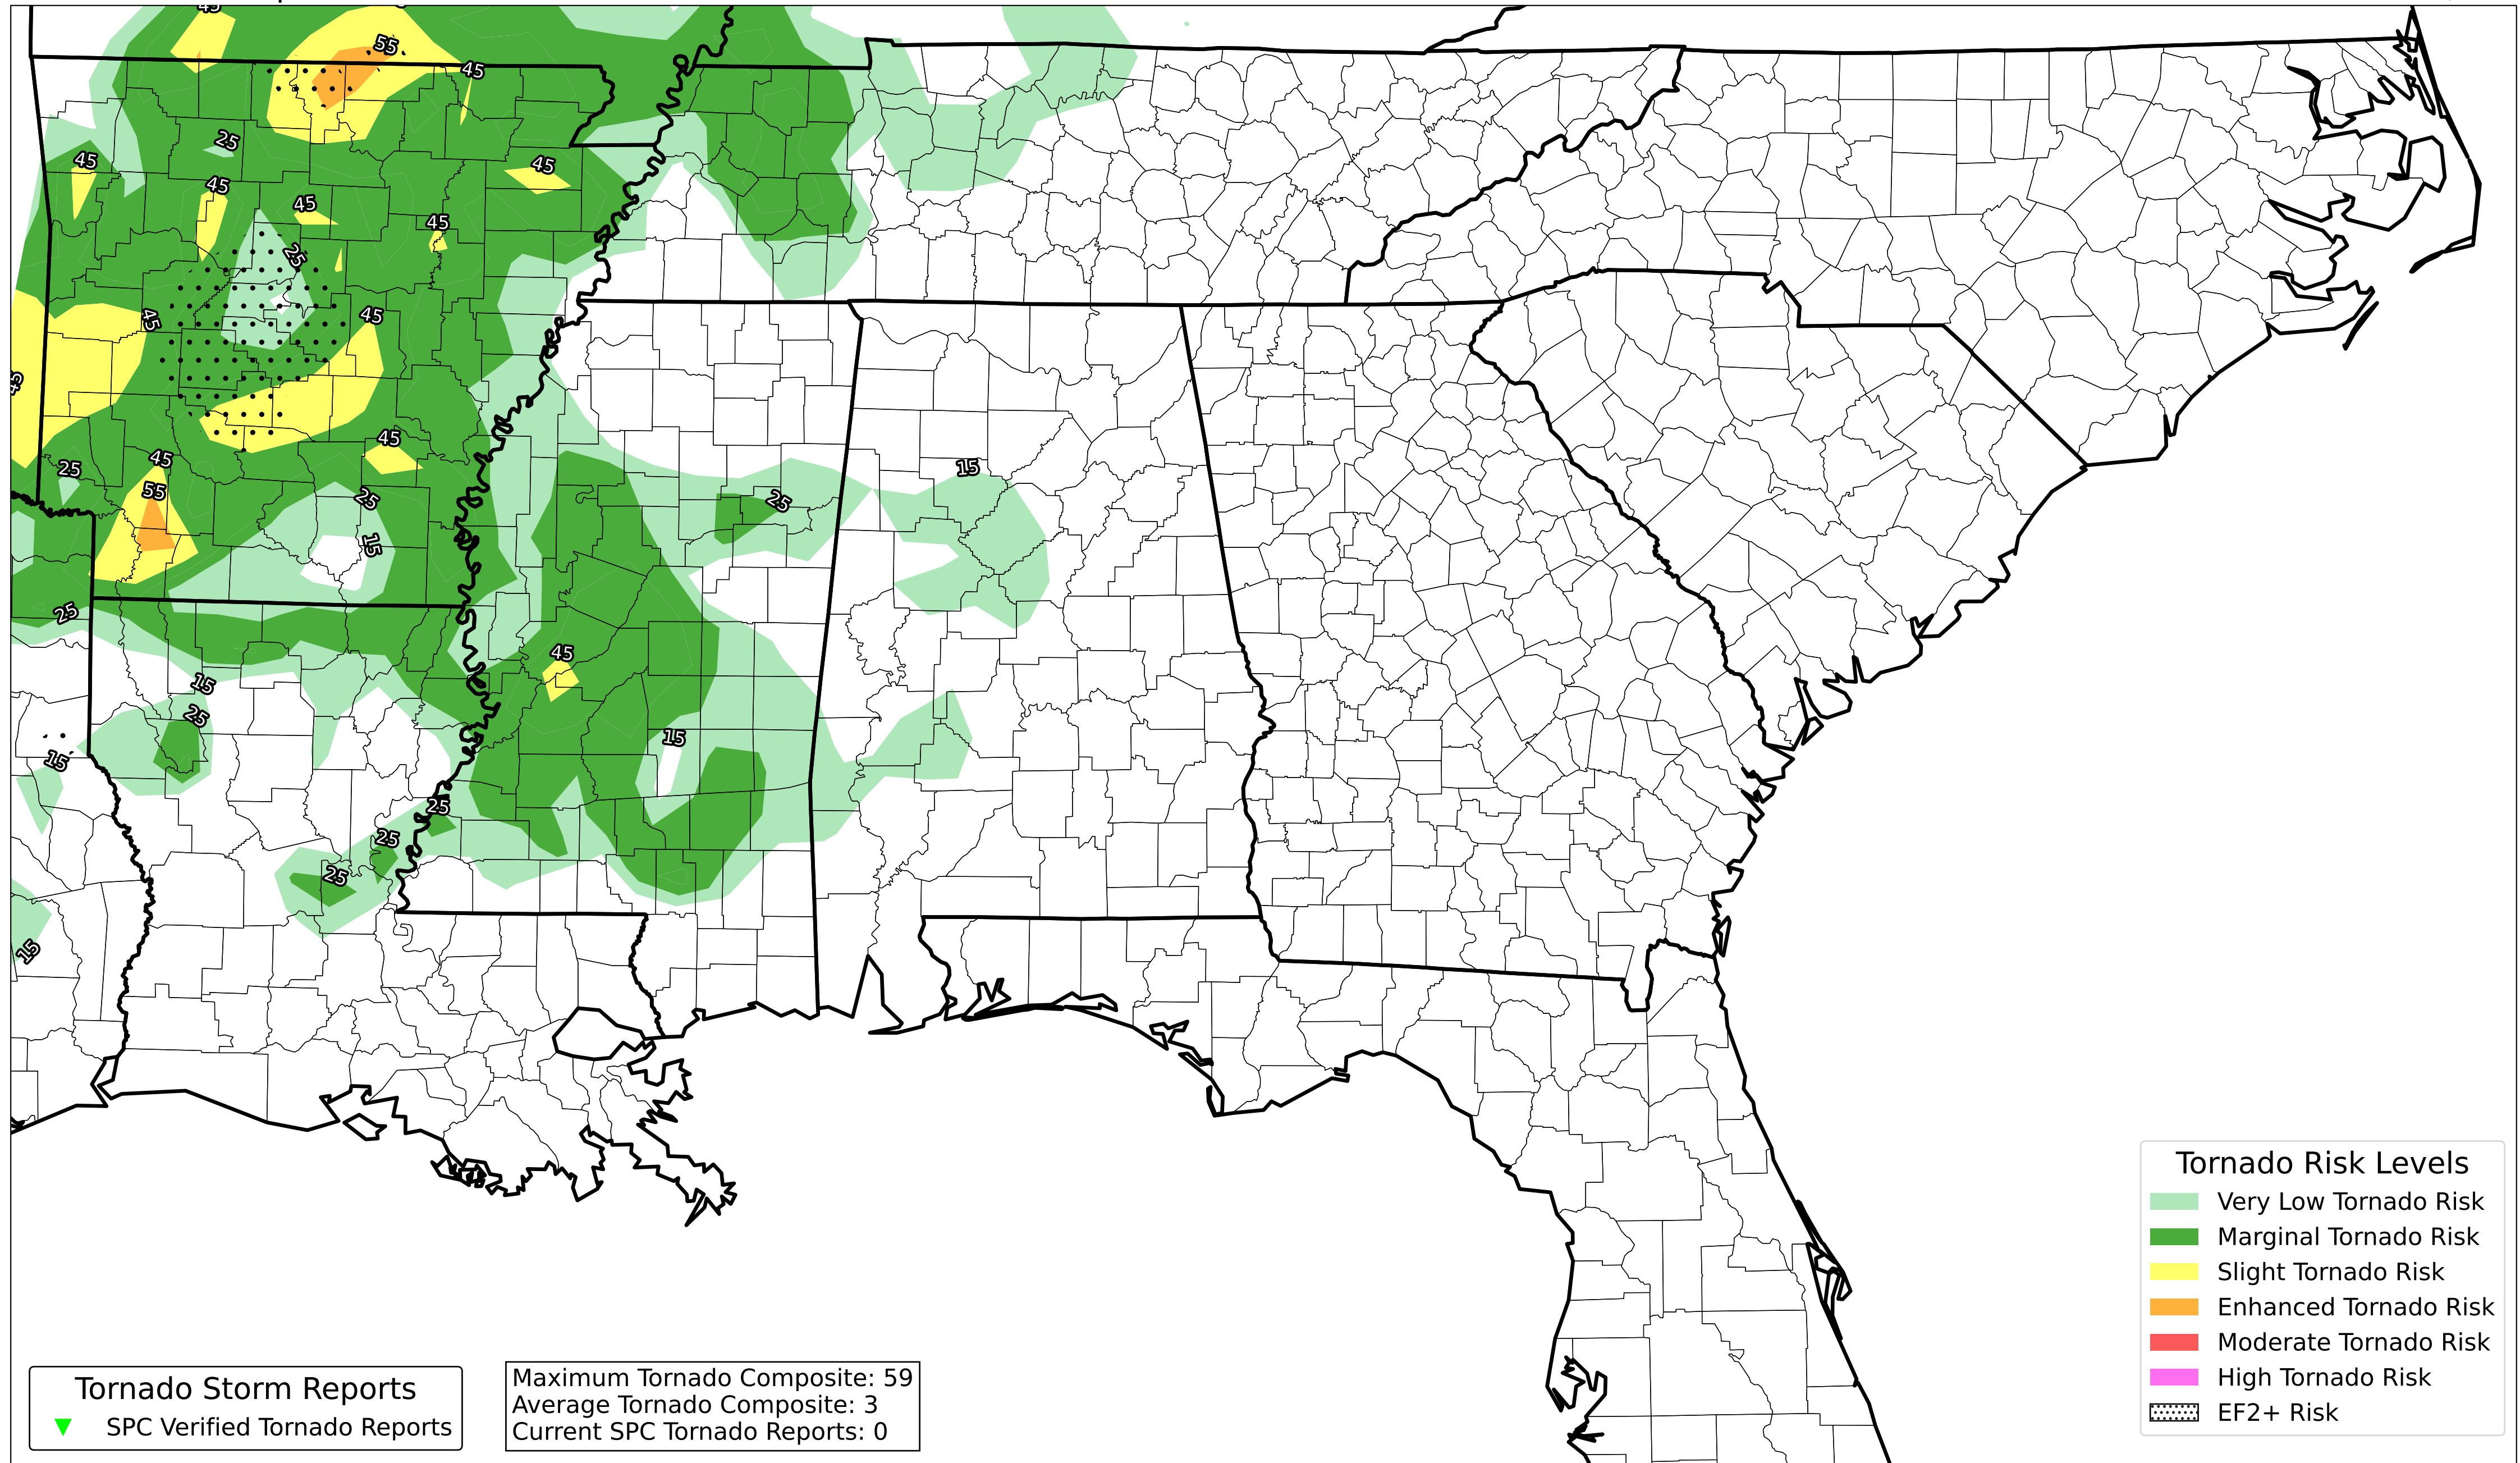 45
55
45
25
45
45
45
45
45
25
45
45
45
45
45
25
55
25
15
25
15
25
45
15
25
15
15
25
25
25
15
Tornado Risk Levels
Very Low Tornado Risk
Marginal Tornado Risk
Slight Tornado Risk
Enhanced Tornado Risk
Moderate Tornado Risk
High Tornado Risk
EF2+ Risk
Tornado Storm Reports
SPC Verified Tornado Reports
Maximum Tornado Composite: 59
Average Tornado Composite: 3
Current SPC Tornado Reports: 0